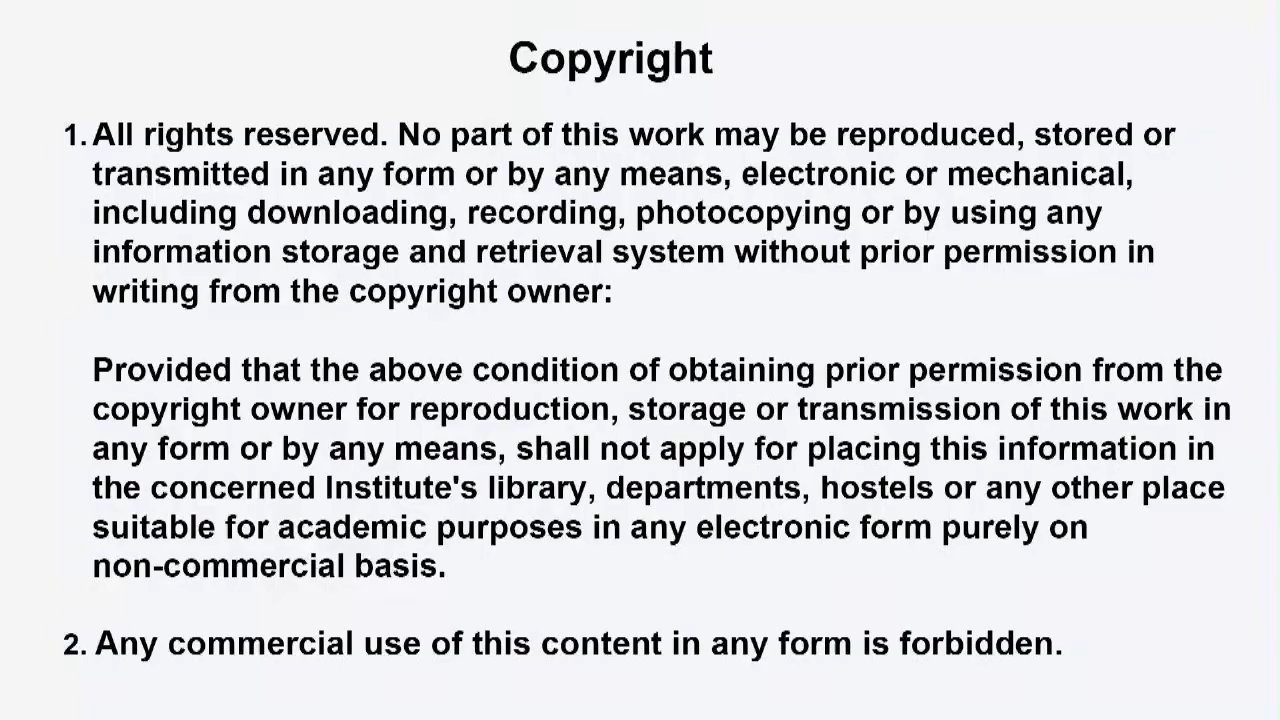 Copyright
1. All rights reserved. No part of this work may be reproduced, stored or
transmitted in any form or by any means, electronic or mechanical,
including downloading, recording, photocopying or by using any
information storage and retrieval system without prior permission in
writing from the copyright owner:
Provided that the above condition of obtaining prior permission from the
copyright owner for reproduction, storage or transmission of this work in
any form or by any means, shall not apply for placing this information in
the concerned Institute's library, departments, hostels or any other place
suitable for academic purposes in any electronic form purely on
non-commercial basis.
2. Any commercial use of this content in any form is forbidden.